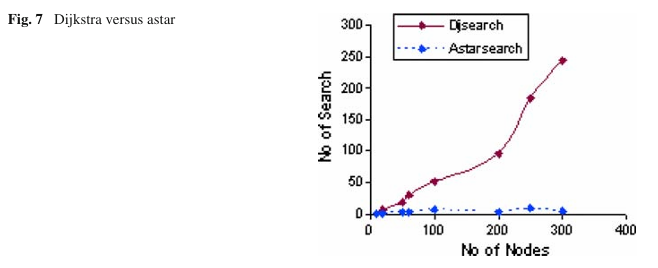 Fig. 7 Dijkstra versus astar
Djsearch
Astarsearch
300
250
200
150
100
50
0
No of Search
0 100 200 300 400
No of Nodes